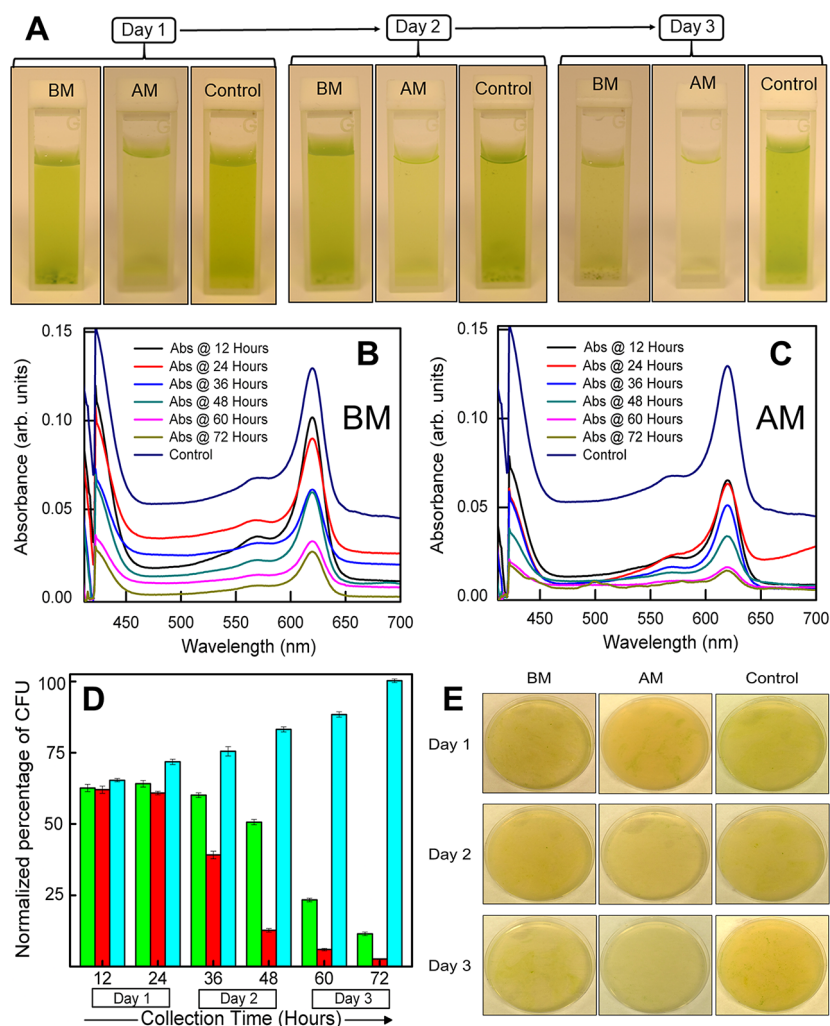 A
Day 1
Day 2
Day 3
BM
AM
Control
BM
AM
Control
BM
AM
Control
G
G
G
G
G
G
B
BM
Absorbance (arb. units)
0.15
0.10
0.05
0.00
Abs @ 12 Hours
Abs @ 24 Hours
Abs @ 36 Hours
Abs @ 48 Hours
Abs @ 60 Hours
Abs @ 72 Hours
Control
450 500 550 600 650 700
Wavelength (nm)
C
AM
Absorbance (arb. units)
0.15
0.10
0.05
0.00
Abs @ 12 Hours
Abs @ 24 Hours
Abs @ 36 Hours
Abs @ 48 Hours
Abs @ 60 Hours
Abs @ 72 Hours
Control
450 500 550 600 650 700
Wavelength (nm)
D
Normalized percentage of CFU
100
75
50
25
12 24 36 48 60 72
Day 1 Day 2 Day 3
Collection Time (Hours)
E
BM AM Control
Day 1
Day 2
Day 3